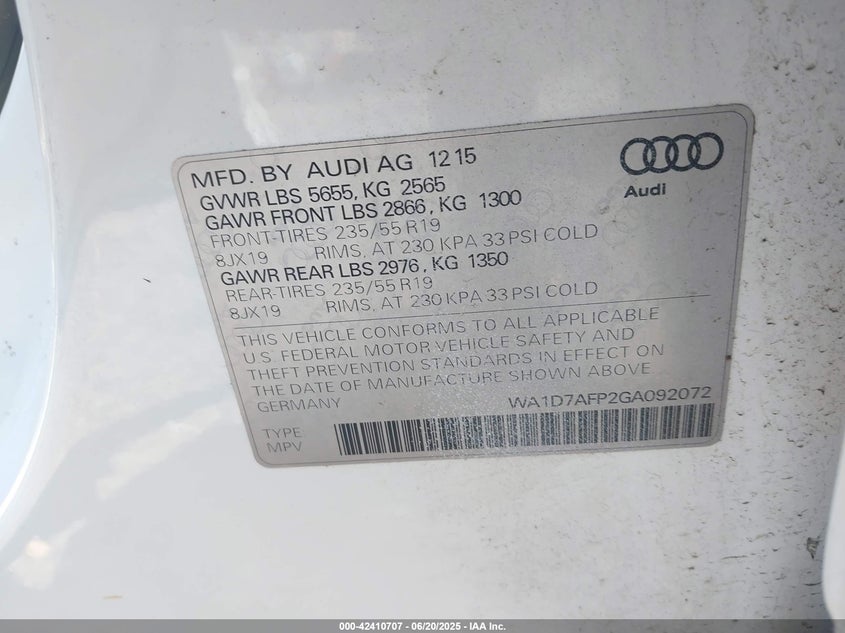 MFD. BY AUDI AG 12 15
GVWR LBS 5655, KG 2565
GAWR FRONT LBS 2866, KG 1300
FRONT-TIRES 235/55 R19
8JX19 RIMS, AT 230 KPA 33 PSI COLD
GAWR REAR LBS 2976, KG 1350
REAR-TIRES 235/55 R19
8JX19 RIMS, AT 230 KPA 33 PSI COLD
Audi
THIS VEHICLE CONFORMS TO ALL APPLICABLE
U.S. FEDERAL MOTOR VEHICLE SAFETY AND
THEFT PREVENTION STANDARDS IN EFFECT ON
THE DATE OF MANUFACTURE SHOWN ABOVE.
GERMANY WA1D7AFP2GA092072
TYPE
MPV
000-42410707 - 06/20/2025 - IAA Inc.